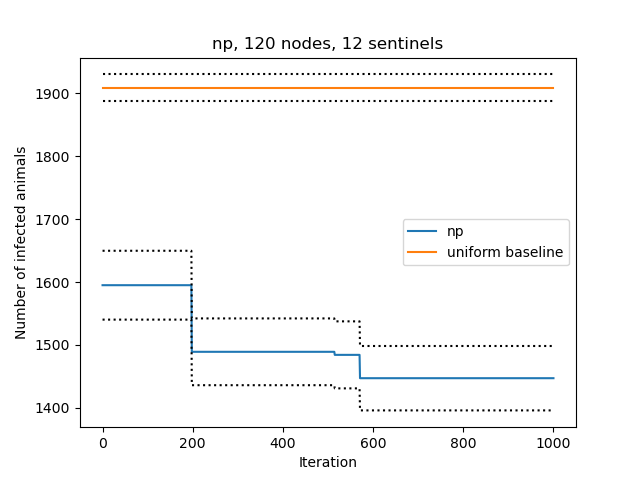 np, 120 nodes, 12 sentinels
Number of infected animals
1900
1800
1700
1600
1500
1400
np
uniform baseline
0
200
400
600
800
1000
Iteration